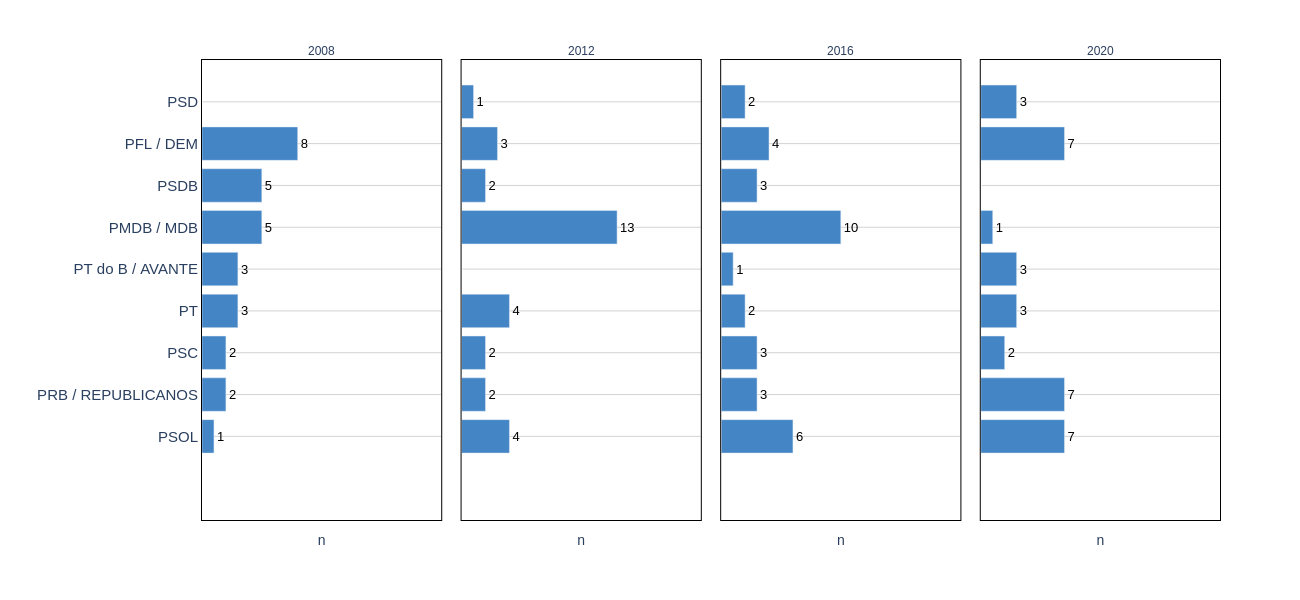 2008 2012 2016 2020
PSD 1 2 3
PFL / DEM 8 3 4 7
PSDB 5 2 3
PMDB / MDB 5 13 10 1
PT do B / AVANTE 3 1 3
PT 3 4 2 3
PSC 2 2 3 2
PRB / REPUBLICANOS 2 2 3 7
PSOL 1 4 6 7
n n n n